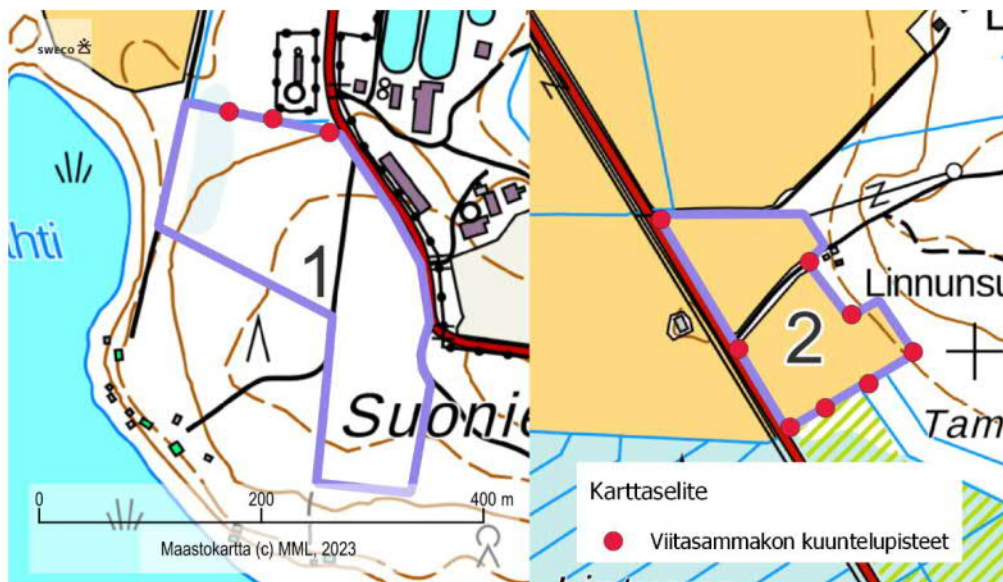 SWECO
hti
1
Suonie
0 200 400 m
Maastokartta (c) MML, 2023
Z
L
Z
Linnunsu
2
Tam
Karttaselite
Viitasammakon kuuntelupisteet